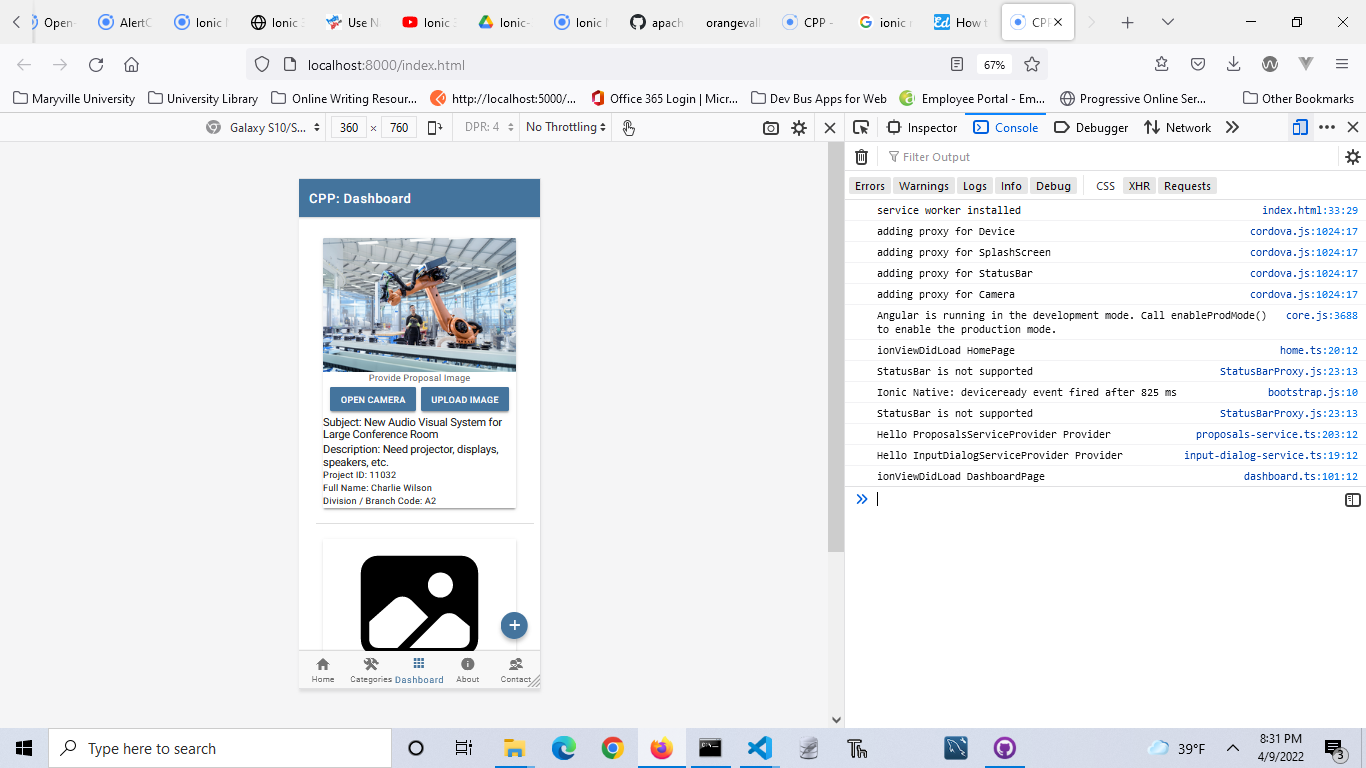 Open-
AlertC
Ionic
Ionic
Use N
Ionic
Ionic-
Ionic
apach
orangevall
CPP -
ionic
How t
CPP
localhost:8000/index.html
67%
Maryville University
University Library
Online Writing Resour...
http://localhost:5000/...
Office 365 Login | Micr...
Dev Bus Apps for Web
Employee Portal - Em...
Progressive Online Ser...
Other Bookmarks
Galaxy S10/S...
360 × 760
DPR: 4
No Throttling
Inspector
Console
Debugger
Network
Filter Output
Errors
Warnings
Logs
Info
Debug
CSS
XHR
Requests
CPP: Dashboard
Provide Proposal Image
OPEN CAMERA
UPLOAD IMAGE
Subject: New Audio Visual System for
Large Conference Room
Description: Need projector, displays,
speakers, etc.
Project ID: 11032
Full Name: Charlie Wilson
Division / Branch Code: A2
Home
Categories
Dashboard
About
Contact
service worker installed index.html:33:29
adding proxy for Device cordova.js:1024:17
adding proxy for SplashScreen cordova.js:1024:17
adding proxy for StatusBar cordova.js:1024:17
adding proxy for Camera cordova.js:1024:17
Angular is running in the development mode. Call enableProdMode() core.js:3688
to enable the production mode.
ionViewDidLoad HomePage home.ts:20:12
StatusBar is not supported StatusBarProxy.js:23:13
Ionic Native: deviceready event fired after 825 ms bootstrap.js:10
StatusBar is not supported StatusBarProxy.js:23:13
Hello ProposalsServiceProvider Provider proposals-service.ts:203:12
Hello InputDialogServiceProvider Provider input-dialog-service.ts:19:12
ionViewDidLoad DashboardPage dashboard.ts:101:12
Type here to search
39°F
8:31 PM
4/9/2022
3